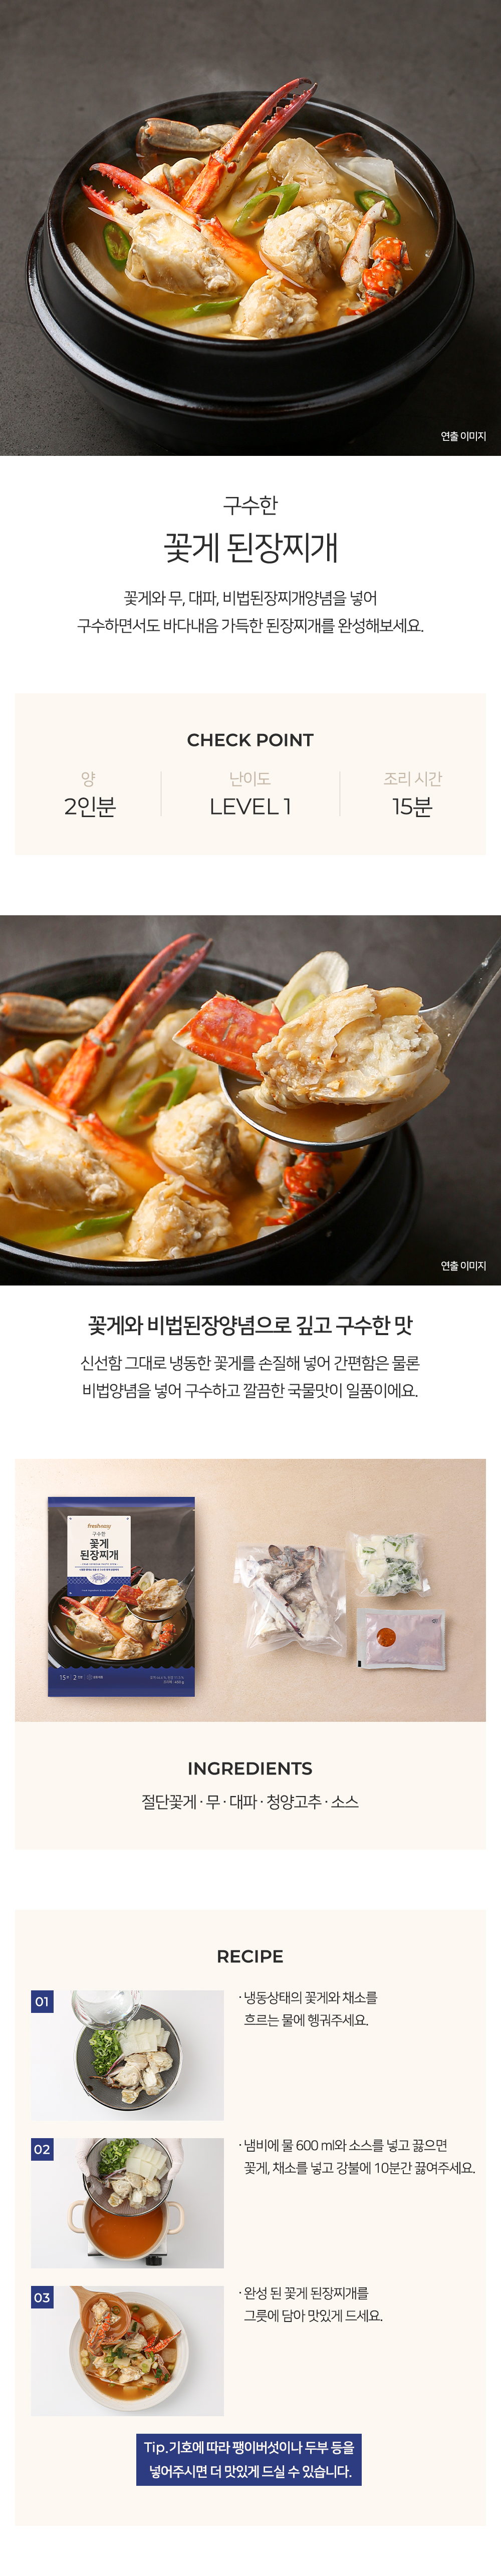 연출 이미지
구수한
꽃게 된장찌개
꽃게와 무, 대파, 비법된장찌개양념을 넣어
구수하면서도 바다내음 가득한 된장찌개를 완성해보세요.
CHECK POINT
양
2인분
난이도
LEVEL 1
조리 시간
15분
연출 이미지
꽃게와 비법된장양념으로 깊고 구수한 맛
신선함 그대로 냉동한 꽃게를 손질해 넣어 간편함은 물론
비법양념을 넣어 구수하고 깔끔한 국물맛이 일품이에요.
fresheasy
구수한
꽃게
된장찌개
INGREDIENTS
절단꽃게 · 무 · 대파 · 청양고추 · 소스
RECIPE
01
· 냉동상태의 꽃게와 채소를
흐르는 물에 헹궈주세요.
02
· 냄비에 물 600 ml와 소스를 넣고 끓으면
꽃게, 채소를 넣고 강불에 10분간 끓여주세요.
03
· 완성 된 꽃게 된장찌개를
그릇에 담아 맛있게 드세요.
Tip.기호에 따라 팽이버섯이나 두부 등을
넣어주시면 더 맛있게 드실 수 있습니다.